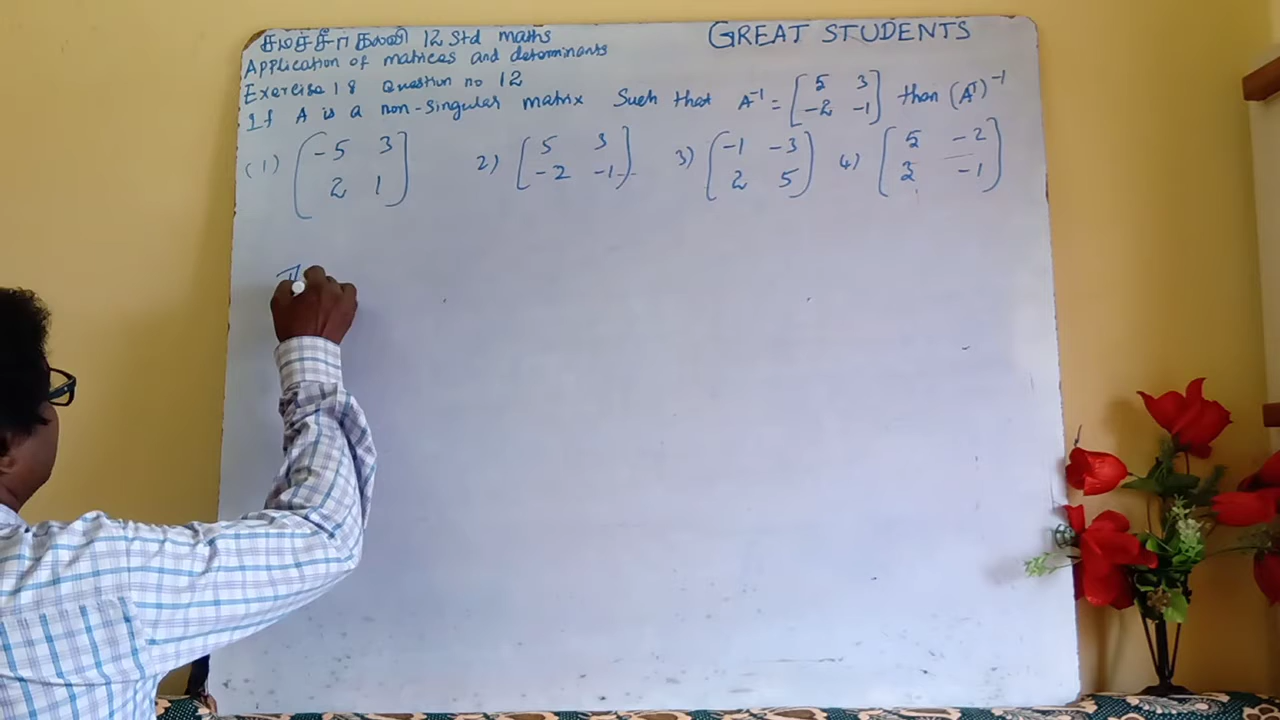 சமச்சீர் கல்வி 12 Std maths
GREAT STUDENTS
Application of matrices and determinants
Exercise 1 8 Question no 12
If A is a non-singular matrix Such that A⁻¹ = [5 3; -2 -1] than (Aᵀ)⁻¹
(1) (-5 3; 2 1) 2) [5 3; -2 -1] 3) (-1 -3; 2 5) 4) (5 -2; 3 -1)